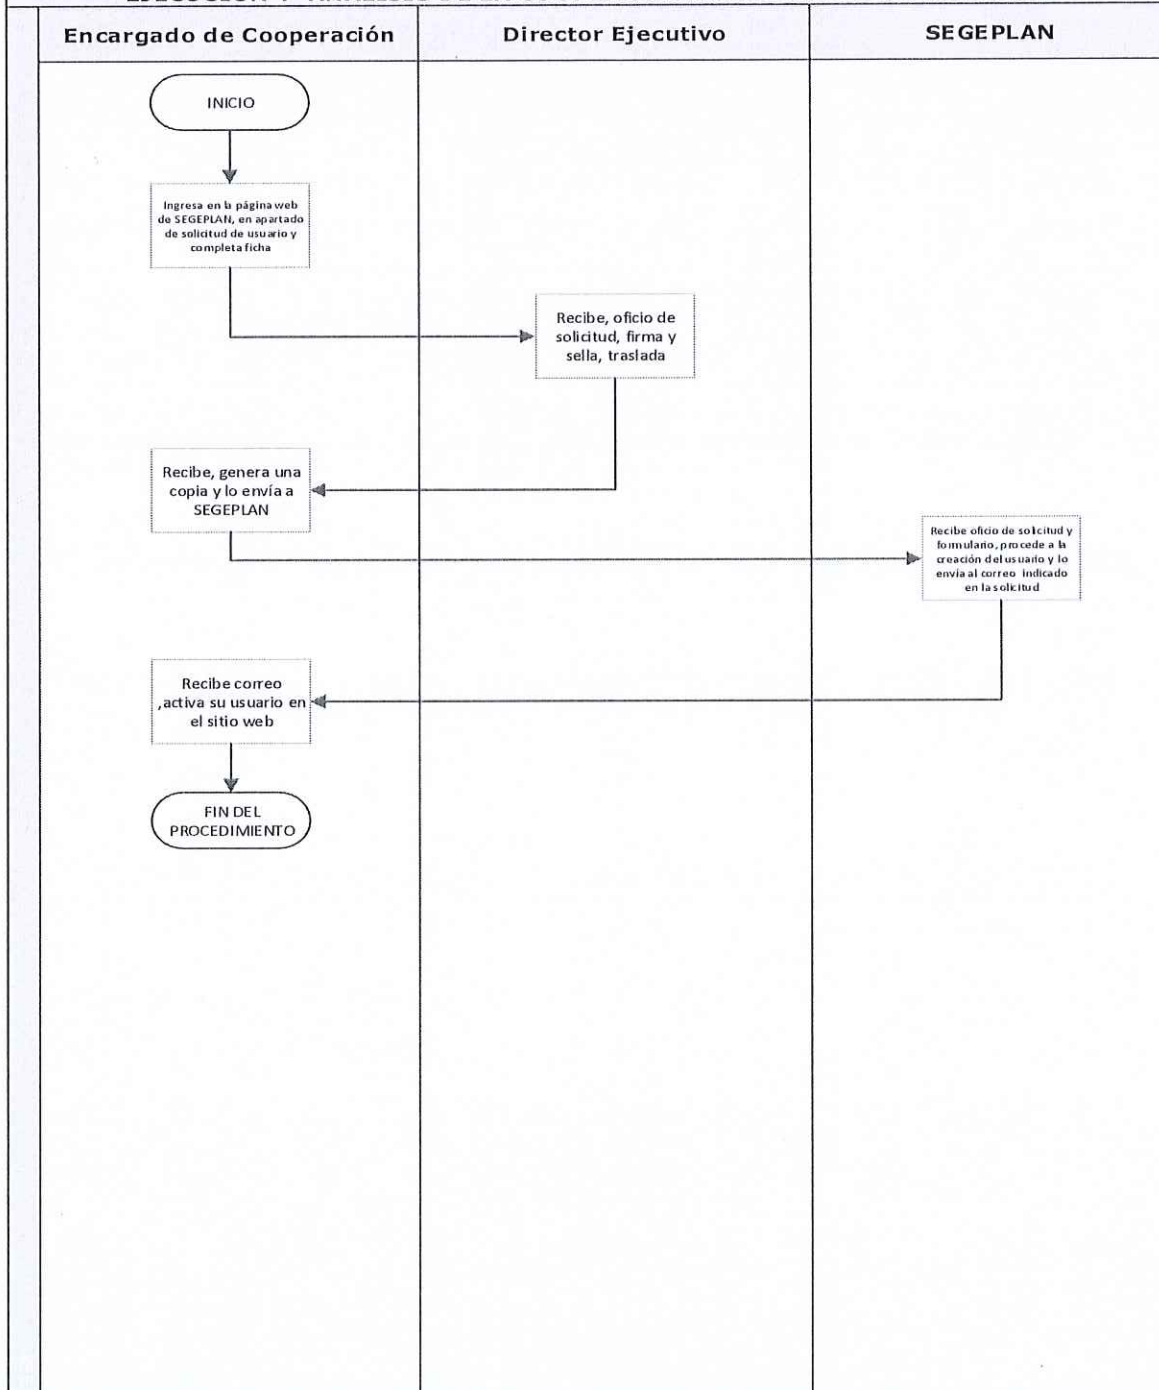 Encargado de Cooperación
Director Ejecutivo
SEGEPLAN
INICIO
Ingresa en la página web
de SEGEPLAN, en apartado
de solicitud de usuario y
completa ficha
Recibe, oficio de
solicitud, firma y
sella, traslada
Recibe, genera una
copia y lo envía a
SEGEPLAN
Recibe oficio de solicitud y
formulario, procede a la
creación del usuario y lo
envía al correo indicado
en la solicitud
Recibe correo
,activa su usuario en
el sitio web
FIN DEL
PROCEDIMIENTO